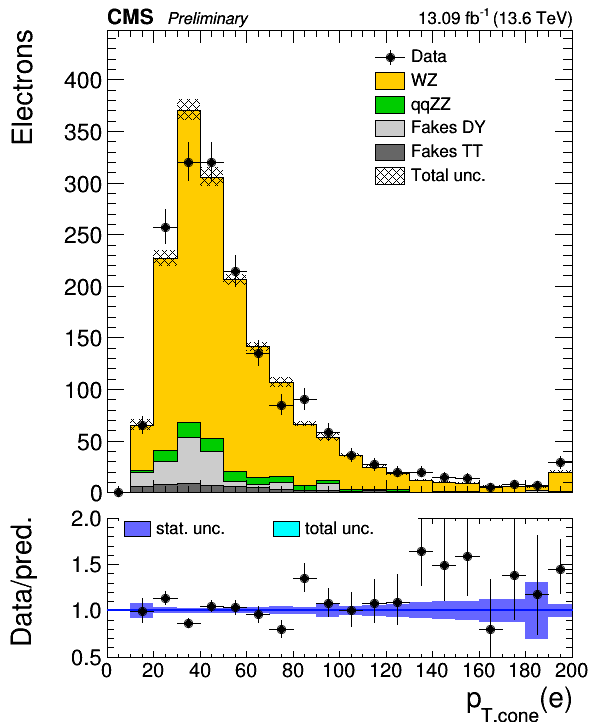 CMS Preliminary 13.09 fb⁻¹ (13.6 TeV)
Electrons
400
350
300
250
200
150
100
50
0
Data
WZ
qqZZ
Fakes DY
Fakes TT
Total unc.
Data/pred.
2.0
1.5
1.0
0.5
stat. unc.
total unc.
0 20 40 60 80 100 120 140 160 180 200
p_T,cone(e)